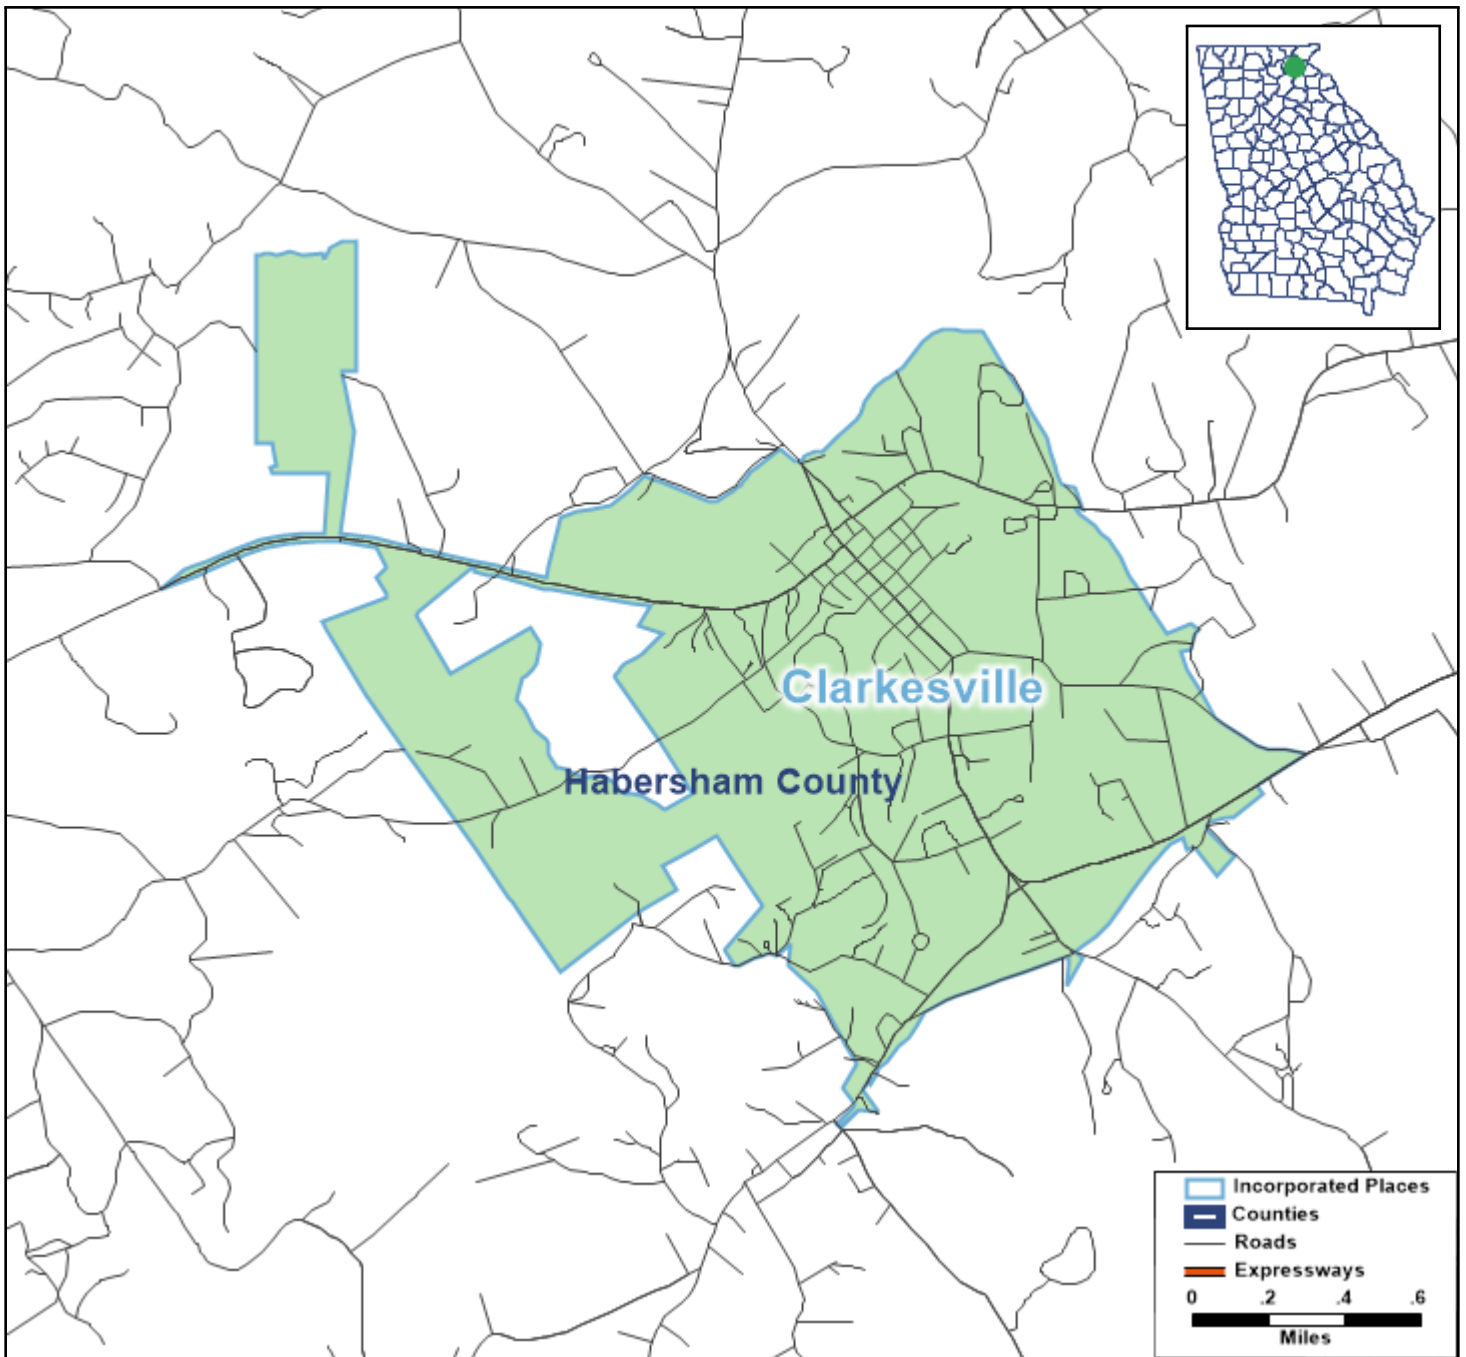 Clarkesville
Habersham County
Incorporated Places
Counties
Roads
Expressways
0 .2 .4 .6
Miles